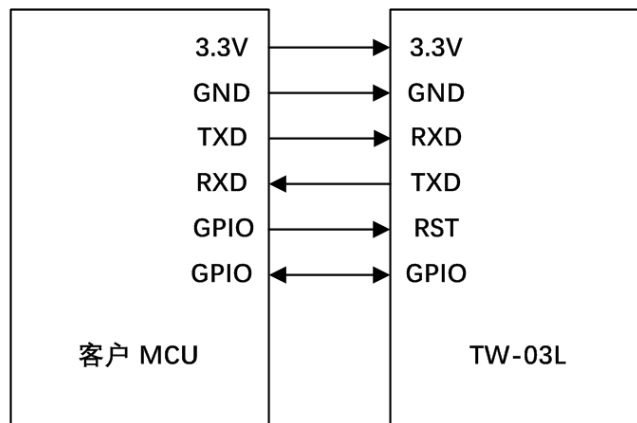 3.3V 3.3V
GND GND
TXD RXD
RXD TXD
GPIO RST
GPIO GPIO
客户 MCU TW-03L